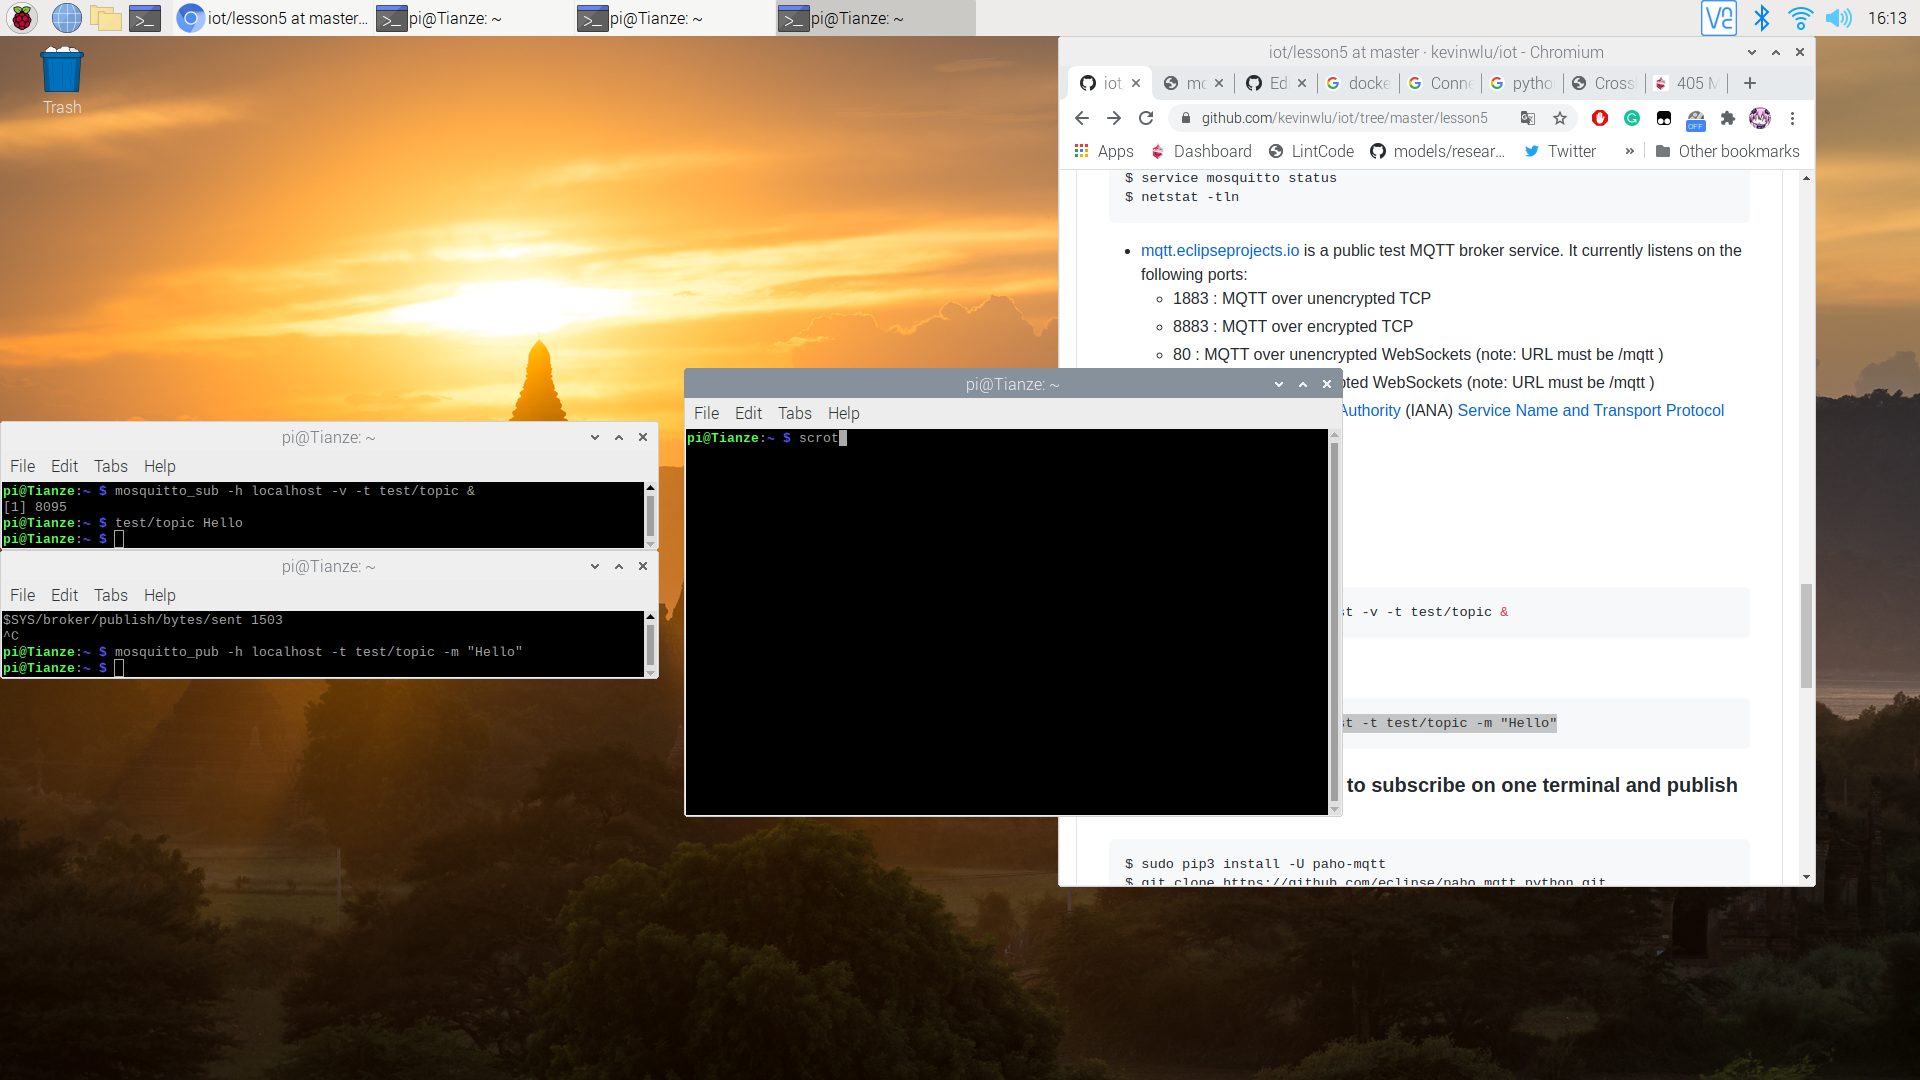 iot/lesson5 at master...
pi@Tianze: ~
pi@Tianze: ~
pi@Tianze: ~
16:13
Trash
iot/lesson5 at master · kevinwlu/iot - Chromium
iot
mo
Ed
docke
Conne
pytho
Cross
405 M
github.com/kevinwlu/iot/tree/master/lesson5
OFF
Apps
Dashboard
LintCode
models/resear...
Twitter
»
Other bookmarks
$ service mosquitto status
$ netstat -tln
mqtt.eclipseprojects.io is a public test MQTT broker service. It currently listens on the
following ports:
1883 : MQTT over unencrypted TCP
8883 : MQTT over encrypted TCP
80 : MQTT over unencrypted WebSockets (note: URL must be /mqtt )
pted WebSockets (note: URL must be /mqtt )
Authority (IANA) Service Name and Transport Protocol
st -v -t test/topic &
st -t test/topic -m "Hello"
to subscribe on one terminal and publish
$ sudo pip3 install -U paho-mqtt
$ git clone https://github.com/eclipse/paho.mqtt.python.git
pi@Tianze: ~
File Edit Tabs Help
pi@Tianze:~ $ scrot
pi@Tianze: ~
File Edit Tabs Help
pi@Tianze:~ $ mosquitto_sub -h localhost -v -t test/topic &
[1] 8095
pi@Tianze:~ $ test/topic Hello
pi@Tianze:~ $
pi@Tianze: ~
File Edit Tabs Help
$SYS/broker/publish/bytes/sent 1503
^C
pi@Tianze:~ $ mosquitto_pub -h localhost -t test/topic -m "Hello"
pi@Tianze:~ $